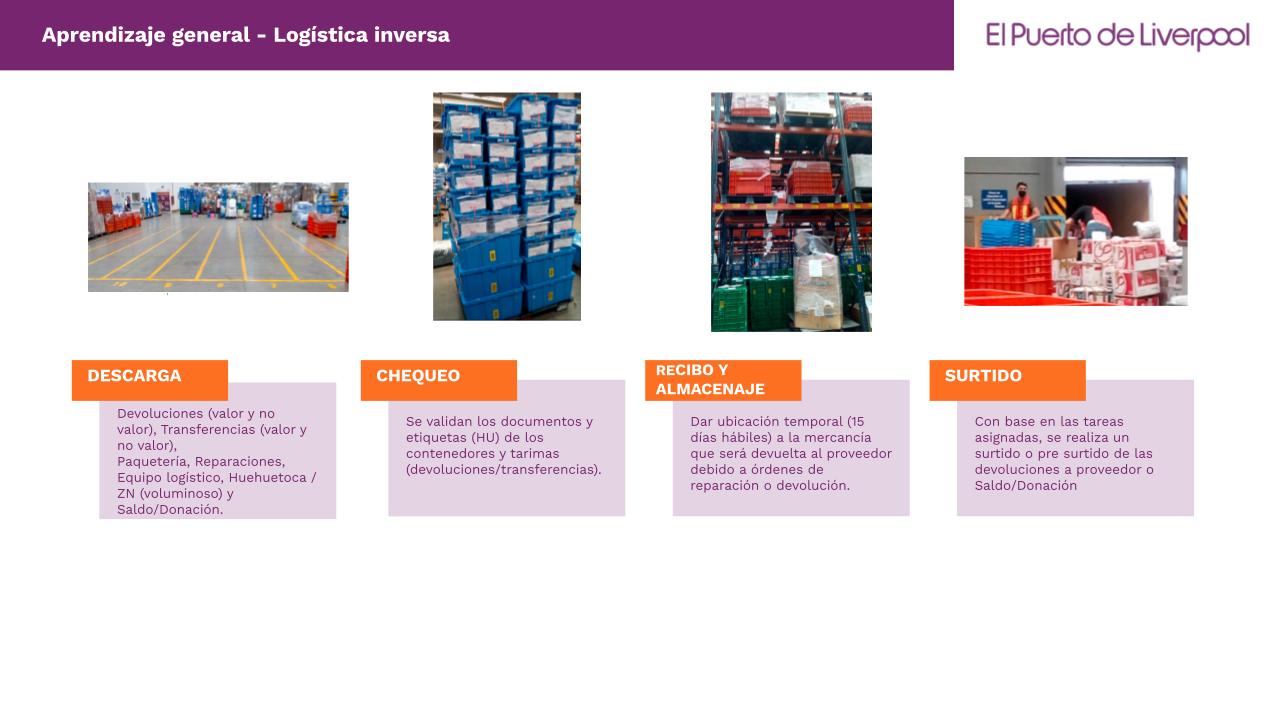 Aprendizaje general - Logística inversa
El Puerto de Liverpool
DESCARGA
Devoluciones (valor y no
valor), Transferencias (valor y
no valor),
Paquetería, Reparaciones,
Equipo logístico, Huehuetoca /
ZN (voluminoso) y
Saldo/Donación.
CHEQUEO
Se validan los documentos y
etiquetas (HU) de los
contenedores y tarimas
(devoluciones/transferencias).
RECIBO Y
ALMACENAJE
Dar ubicación temporal (15
días hábiles) a la mercancía
que será devuelta al proveedor
debido a órdenes de
reparación o devolución.
SURTIDO
Con base en las tareas
asignadas, se realiza un
surtido o pre surtido de las
devoluciones a proveedor o
Saldo/Donación